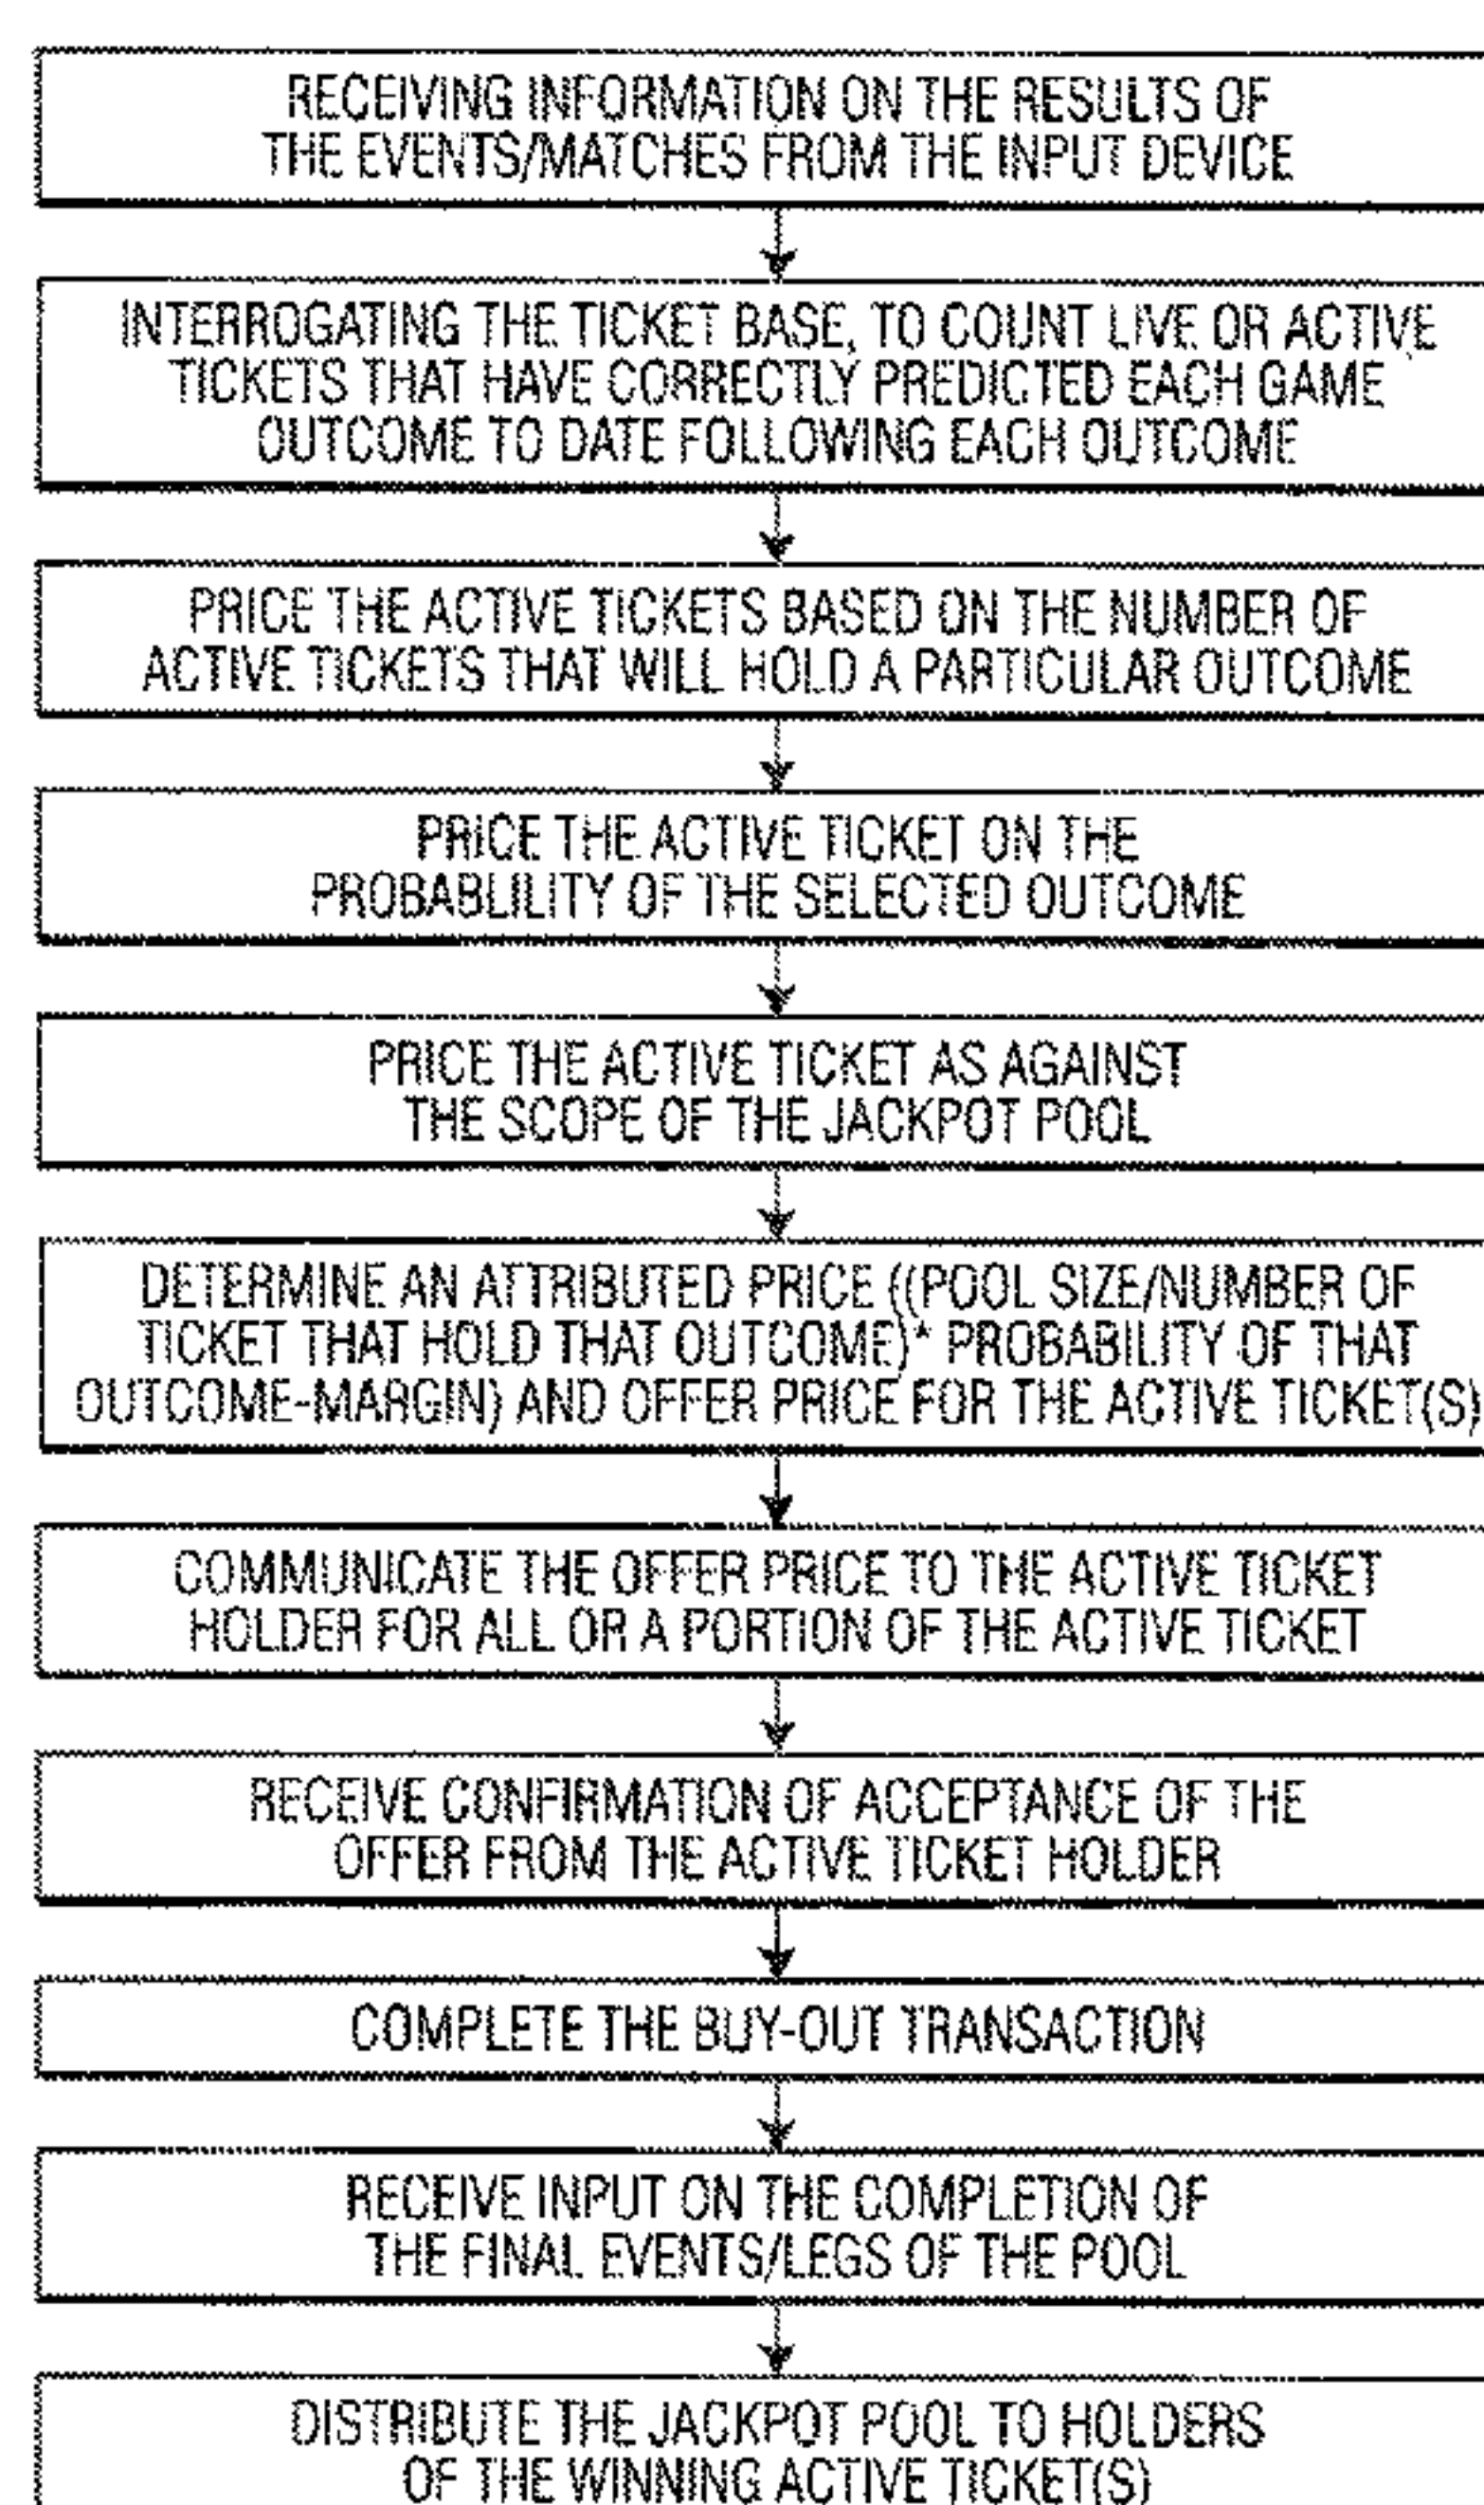 RECEIVING INFORMATION ON THE RESULTS OF
THE EVENTS/MATCHES FROM THE INPUT DEVICE
INTERROGATING THE TICKET BASE, TO COUNT LIVE OR ACTIVE
TICKETS THAT HAVE CORRECTLY PREDICTED EACH GAME
OUTCOME TO DATE FOLLOWING EACH OUTCOME
PRICE THE ACTIVE TICKETS BASED ON THE NUMBER OF
ACTIVE TICKETS THAT WILL HOLD A PARTICULAR OUTCOME
PRICE THE ACTIVE TICKET ON THE
PROBABLILITY OF THE SELECTED OUTCOME
PRICE THE ACTIVE TICKET AS AGAINST
THE SCOPE OF THE JACKPOT POOL
DETERMINE AN ATTRIBUTED PRICE ((POOL SIZE/NUMBER OF
TICKET THAT HOLD THAT OUTCOME)* PROBABILITY OF THAT
OUTCOME-MARGIN) AND OFFER PRICE FOR THE ACTIVE TICKET(S)
COMMUNICATE THE OFFER PRICE TO THE ACTIVE TICKET
HOLDER FOR ALL OR A PORTION OF THE ACTIVE TICKET
RECEIVE CONFIRMATION OF ACCEPTANCE OF THE
OFFER FROM THE ACTIVE TICKET HOLDER
COMPLETE THE BUY-OUT TRANSACTION
RECEIVE INPUT ON THE COMPLETION OF
THE FINAL EVENTS/LEGS OF THE POOL
DISTRIBUTE THE JACKPOT POOL TO HOLDERS
OF THE WINNING ACTIVE TICKET(S)